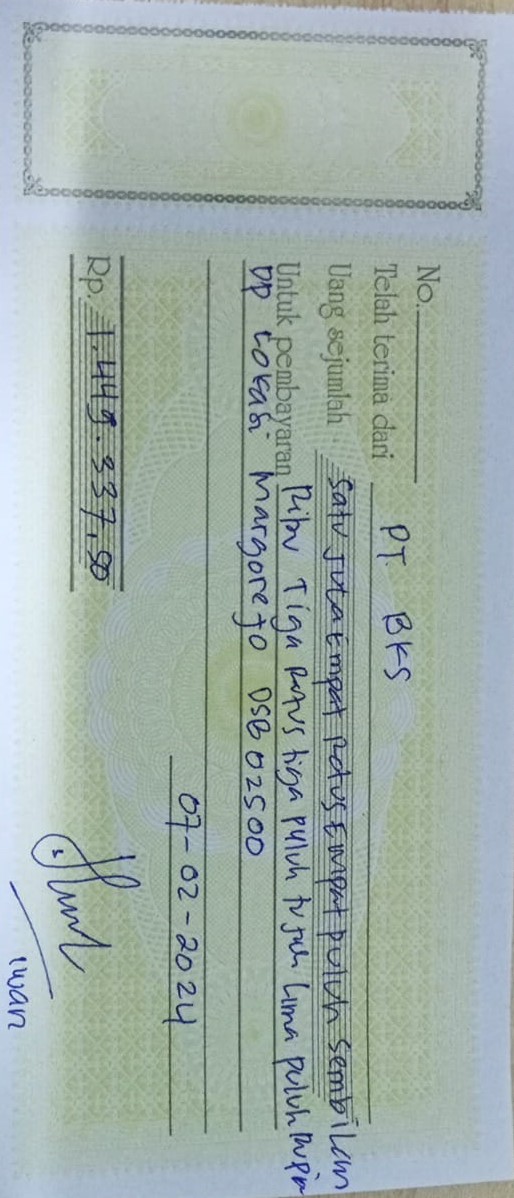 No.
Telah terima dari PT. BKS
Uang sejumlah Satu Juta Empat Ratus Empat puluh Sembilan
Untuk pembayaran Ribu Tiga Ratus tiga puluh tujuh Lima puluh Rupia
DP Lokasi Margorejo DSB 02500
07-02-2024
Rp. 1.449.337,50
Iwan